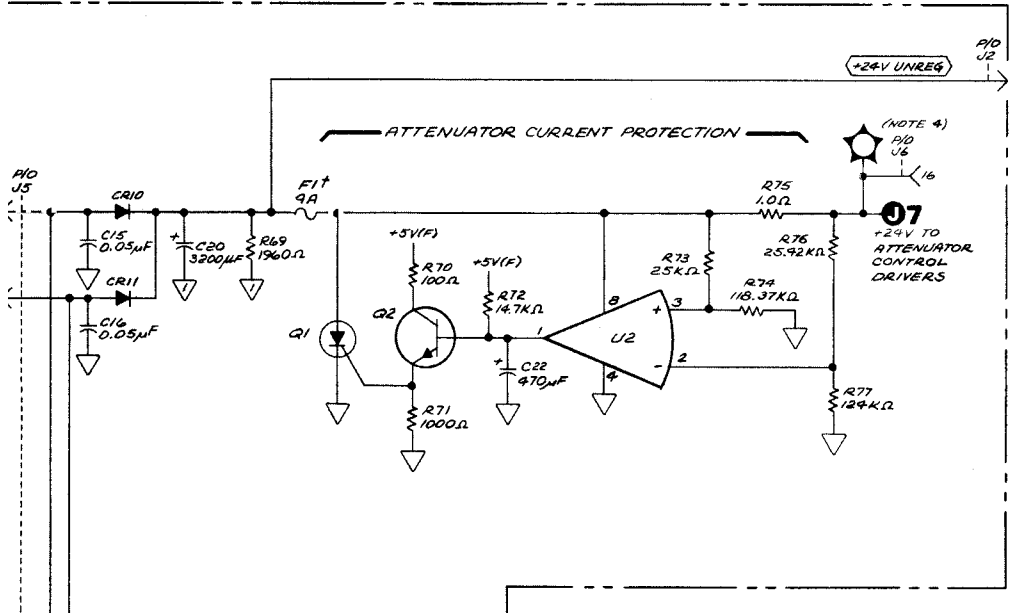 P/O
J2
+24V UNREG
ATTENUATOR CURRENT PROTECTION
(NOTE 4)
P/O
J6
16
P/O
J5
CR10
F1†
4A
R75
1.0Ω
J7
+24V TO
ATTENUATOR
CONTROL
DRIVERS
C15
0.05µF
+
C20
3200µF
R69
1960Ω
+5V(F)
R70
100Ω
+5V(F)
R72
14.7KΩ
R73
25KΩ
R76
25.42KΩ
R74
118.37KΩ
CR11
C16
0.05µF
Q1
Q2
1
8
3
+
U2
2
-
4
+
C22
470µF
R71
1000Ω
R77
124KΩ